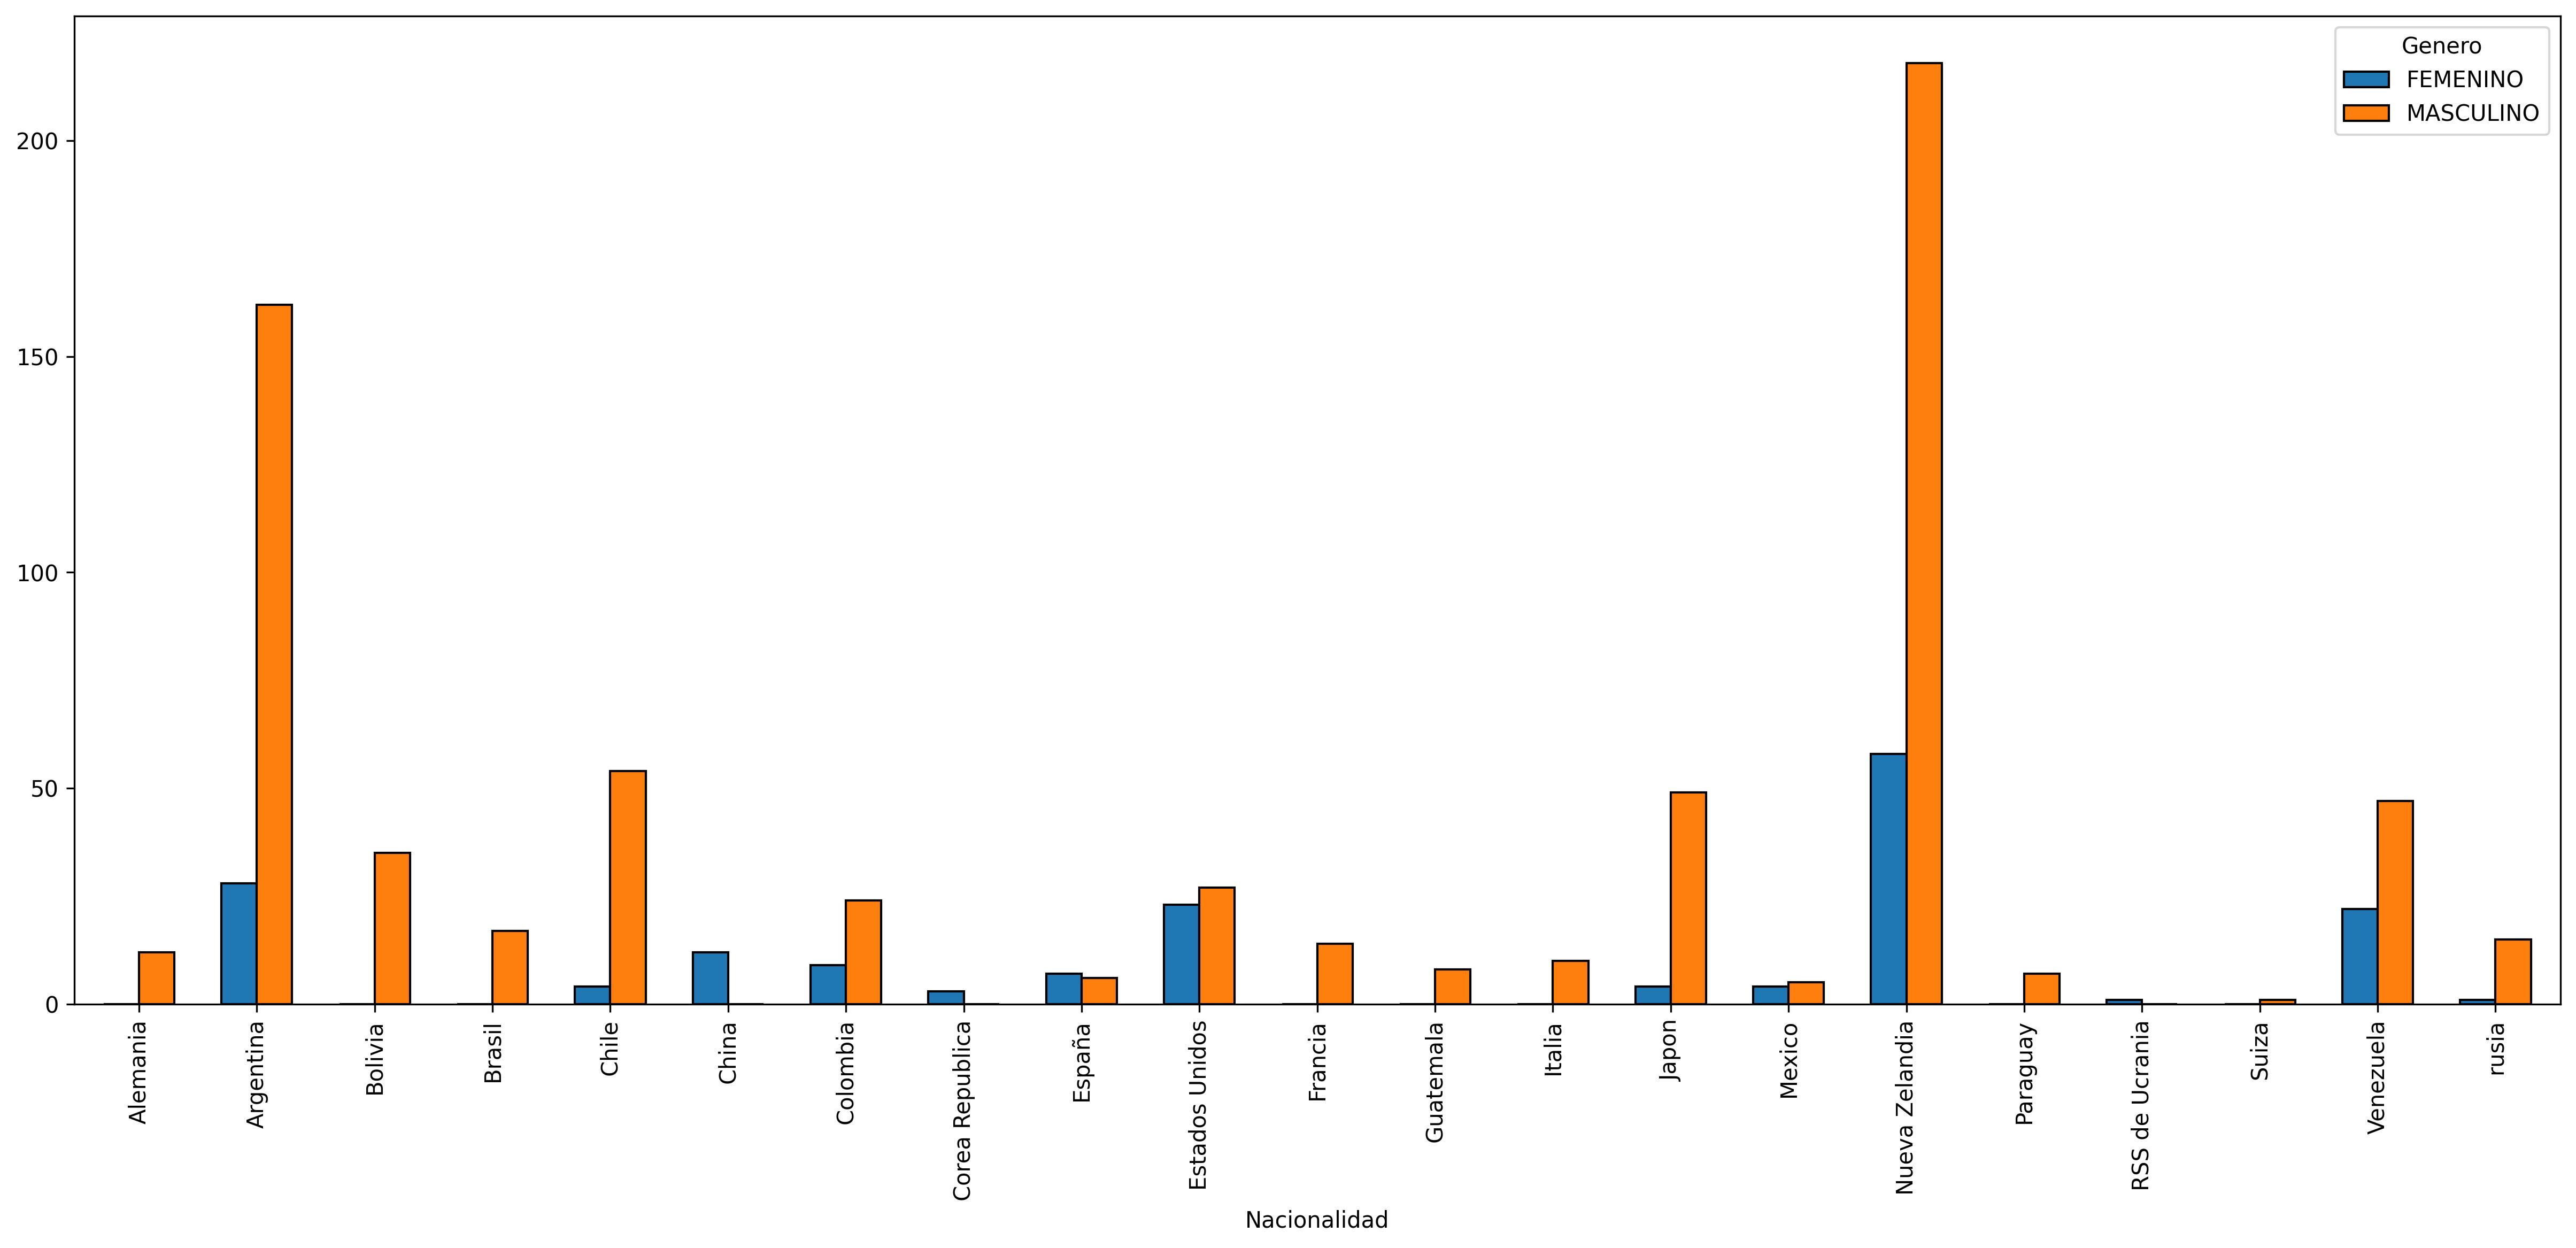 Genero
FEMENINO
MASCULINO
200
150
100
50
0
Alemania
Argentina
Bolivia
Brasil
Chile
China
Colombia
Corea Republica
España
Estados Unidos
Francia
Guatemala
Italia
Japon
Mexico
Nueva Zelandia
Paraguay
RSS de Ucrania
Suiza
Venezuela
rusia
Nacionalidad